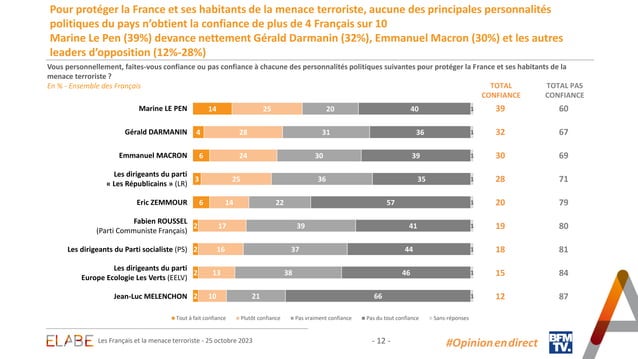 Pour protéger la France et ses habitants de la menace terroriste, aucune des principales personnalités
politiques du pays n'obtient la confiance de plus de 4 Français sur 10
Marine Le Pen (39%) devance nettement Gérald Darmanin (32%), Emmanuel Macron (30%) et les autres
leaders d'opposition (12%-28%)
Vous personnellement, faites-vous confiance ou pas confiance à chacune des personnalités politiques suivantes pour protéger la France et ses habitants de la
menace terroriste ?
En % - Ensemble des Français
TOTAL CONFIANCE
TOTAL PAS CONFIANCE
Marine LE PEN 14 25 20 40 1 39 60
Gérald DARMANIN 4 28 31 36 1 32 67
Emmanuel MACRON 6 24 30 39 1 30 69
Les dirigeants du parti
« Les Républicains » (LR) 3 25 36 35 1 28 71
Eric ZEMMOUR 6 14 22 57 1 20 79
Fabien ROUSSEL
(Parti Communiste Français) 2 17 39 41 1 19 80
Les dirigeants du Parti socialiste (PS) 2 16 37 44 1 18 81
Les dirigeants du parti
Europe Ecologie Les Verts (EELV) 2 13 38 46 1 15 84
Jean-Luc MELENCHON 2 10 21 66 1 12 87
Tout à fait confiance Plutôt confiance Pas vraiment confiance Pas du tout confiance Sans réponses
ELABE Les Français et la menace terroriste - 25 octobre 2023
- 12 -
#Opinion en direct
BFM
TV.